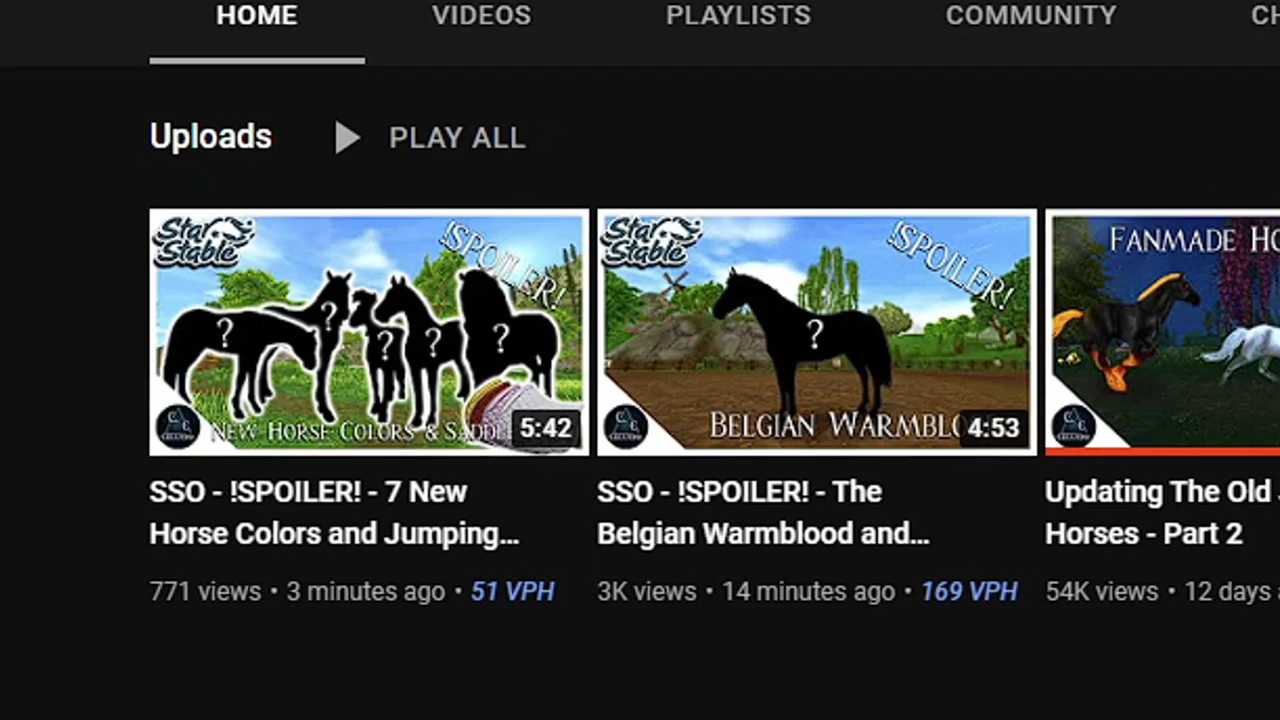 HOME VIDEOS PLAYLISTS COMMUNITY CH
Uploads PLAY ALL
Star Stable
!SPOILER!
? ? ? ? ?
NEW HORSE COLORS & SADDL
5:42
Star Stable
!SPOILER!
?
BELGIAN WARMBLO
4:53
FANMADE HO
SSO - !SPOILER! - 7 New
Horse Colors and Jumping...
771 views • 3 minutes ago • 51 VPH
SSO - !SPOILER! - The
Belgian Warmblood and...
3K views • 14 minutes ago • 169 VPH
Updating The Old
Horses - Part 2
54K views • 12 days